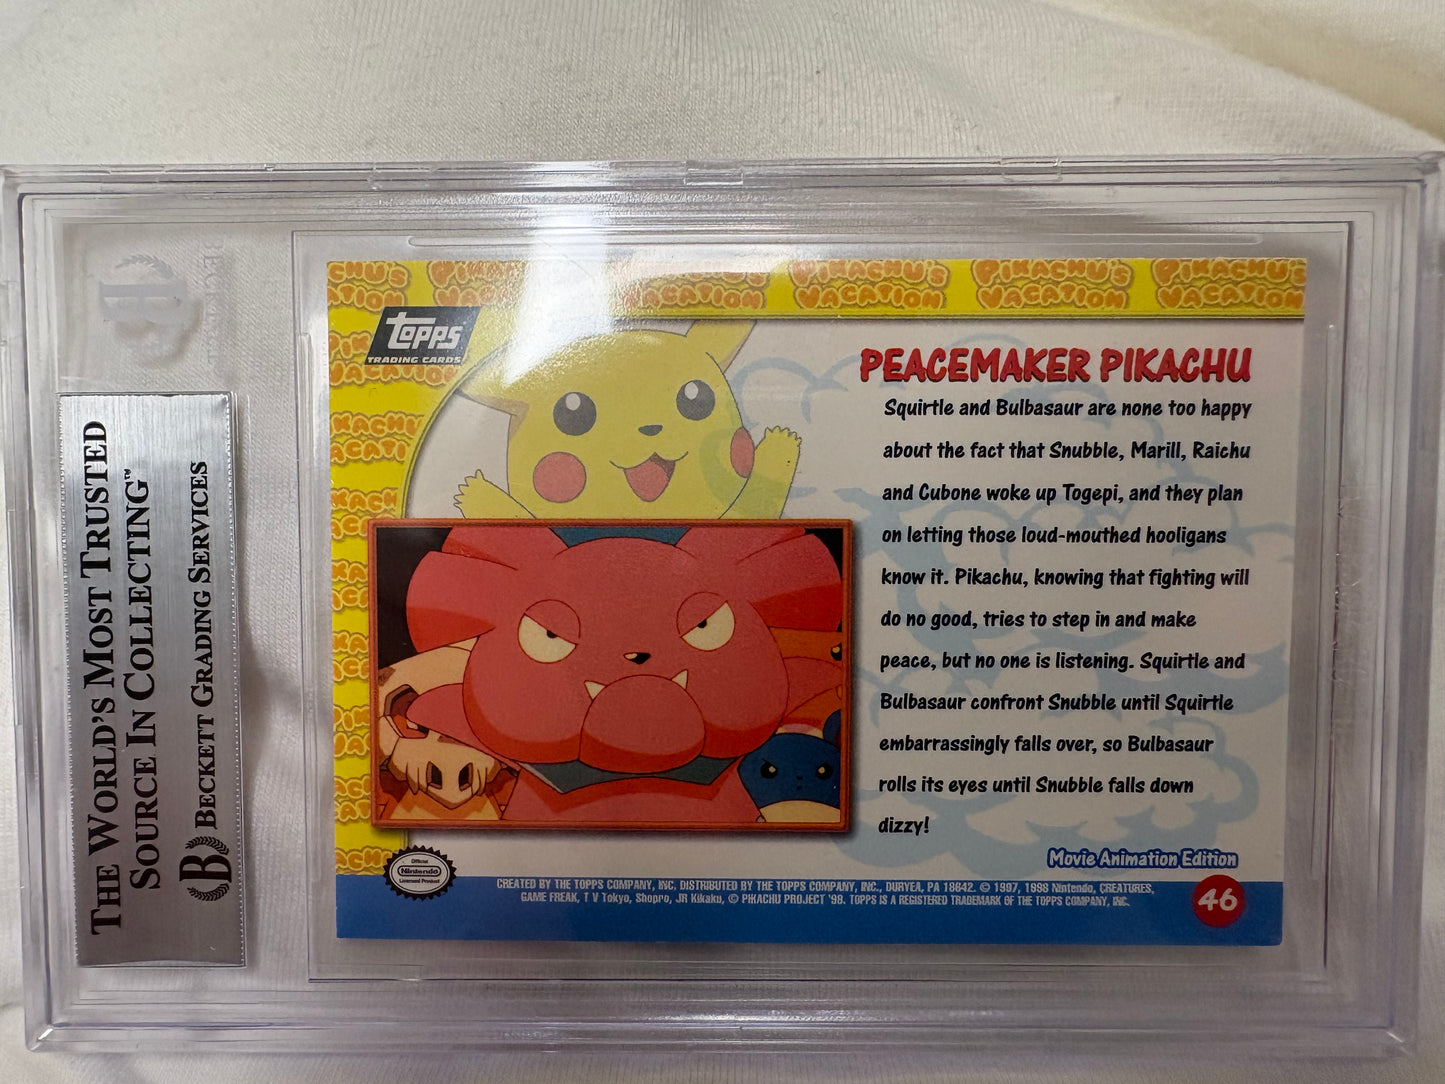 THE WORLD'S MOST TRUSTED
SOURCE IN COLLECTING™
BECKETT GRADING SERVICES
PIKACHU'S VACATION
Topps
TRADING CARDS
PEACEMAKER PIKACHU
Squirtle and Bulbasaur are none too happy
about the fact that Snubble, Marill, Raichu
and Cubone woke up Togepi, and they plan
on letting those loud-mouthed hooligans
know it. Pikachu, knowing that fighting will
do no good, tries to step in and make
peace, but no one is listening. Squirtle and
Bulbasaur confront Snubble until Squirtle
embarrassingly falls over, so Bulbasaur
rolls its eyes until Snubble falls down
dizzy!
Movie Animation Edition
Official
Nintendo
Licensed Product
CREATED BY THE TOPPS COMPANY, INC. DISTRIBUTED BY THE TOPPS COMPANY, INC., DURYEA, PA 18642. © 1997, 1998 Nintendo, CREATURES,
GAME FREAK, T V Tokyo, Shopro, JR Kikaku, © PIKACHU PROJECT '98. TOPPS IS A REGISTERED TRADEMARK OF THE TOPPS COMPANY, INC.
46